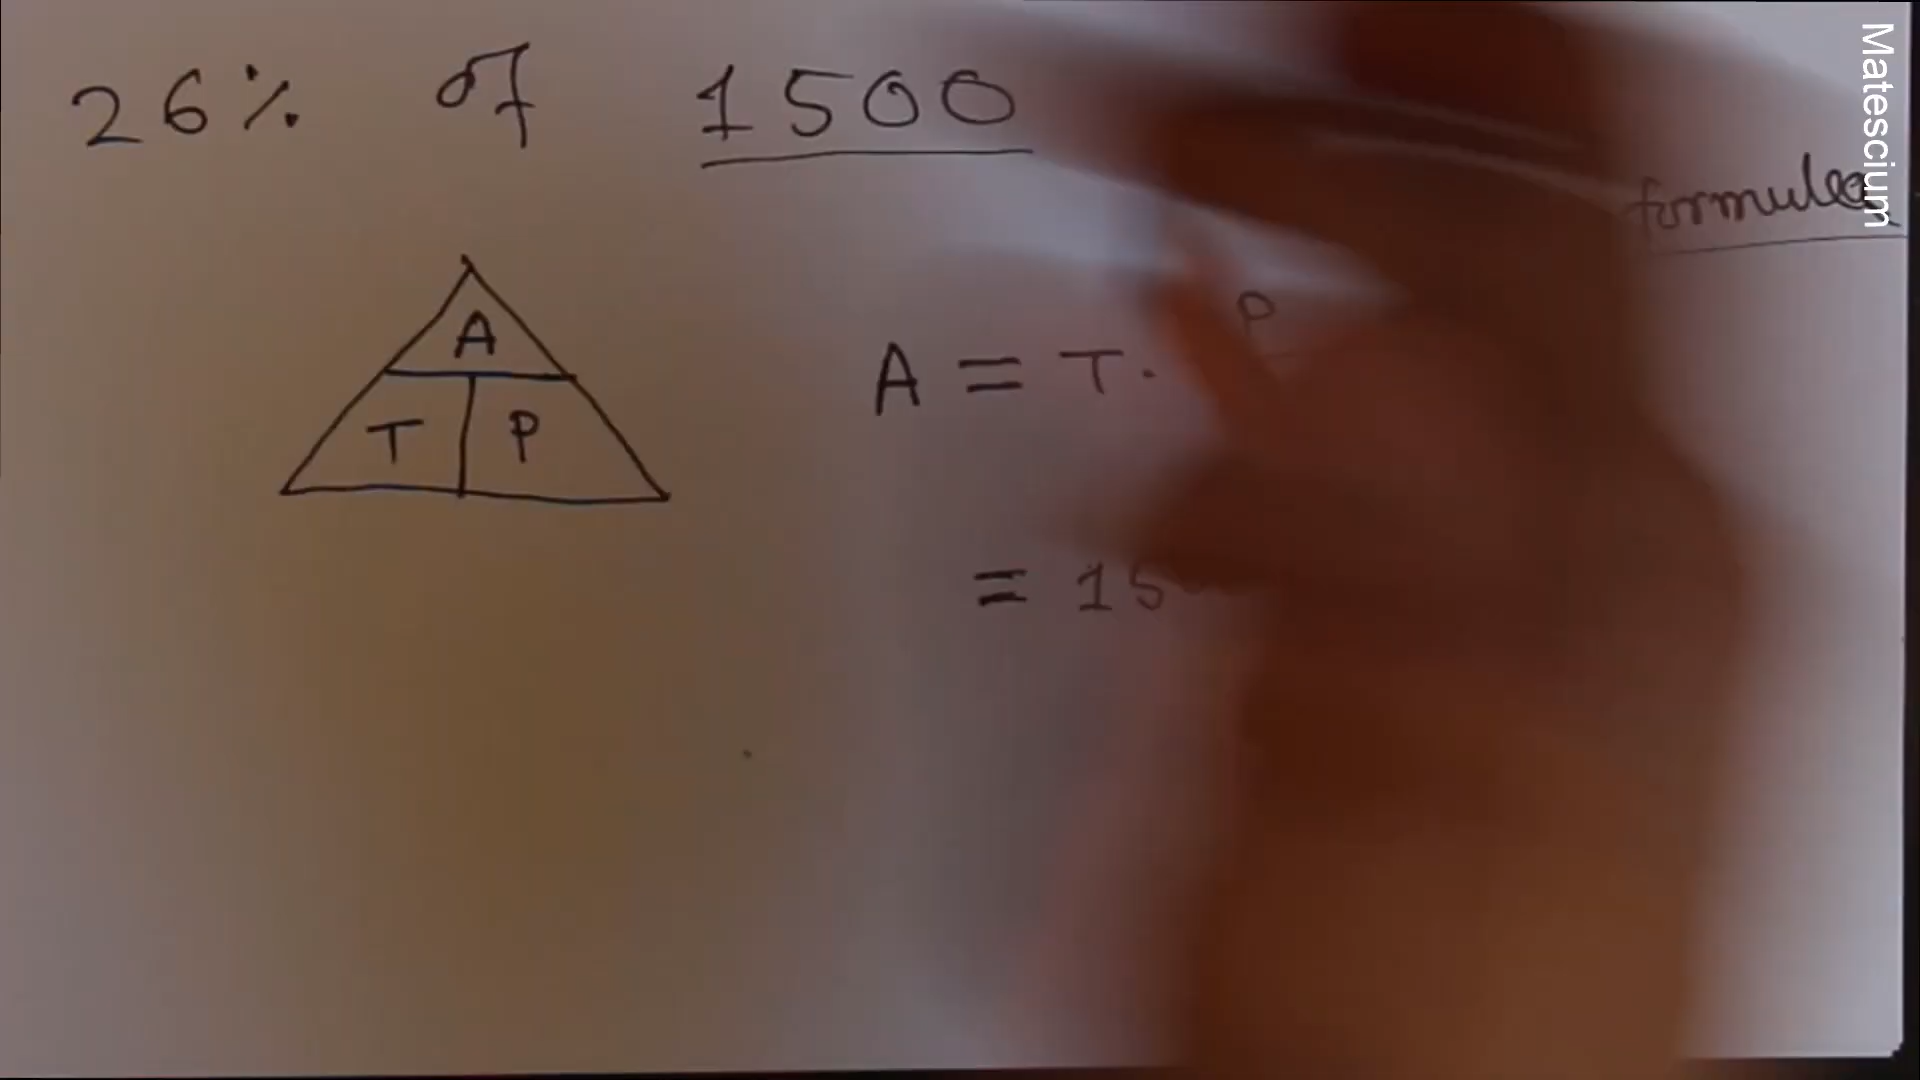 26% of 1500
Matescium
formula
A
A = T. P
T P
= 15